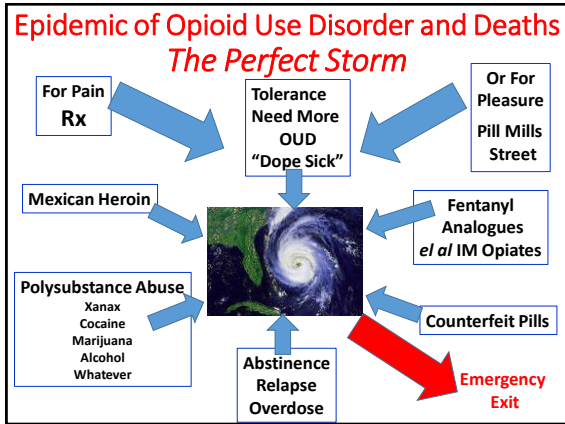 Epidemic of Opioid Use Disorder and Deaths
The Perfect Storm
For Pain
Rx
Tolerance
Need More
OUD
“Dope Sick”
Or For
Pleasure
Pill Mills
Street
Mexican Heroin
Fentanyl
Analogues
el al IM Opiates
Polysubstance Abuse
Xanax
Cocaine
Marijuana
Alcohol
Whatever
Counterfeit Pills
Abstinence
Relapse
Overdose
Emergency
Exit